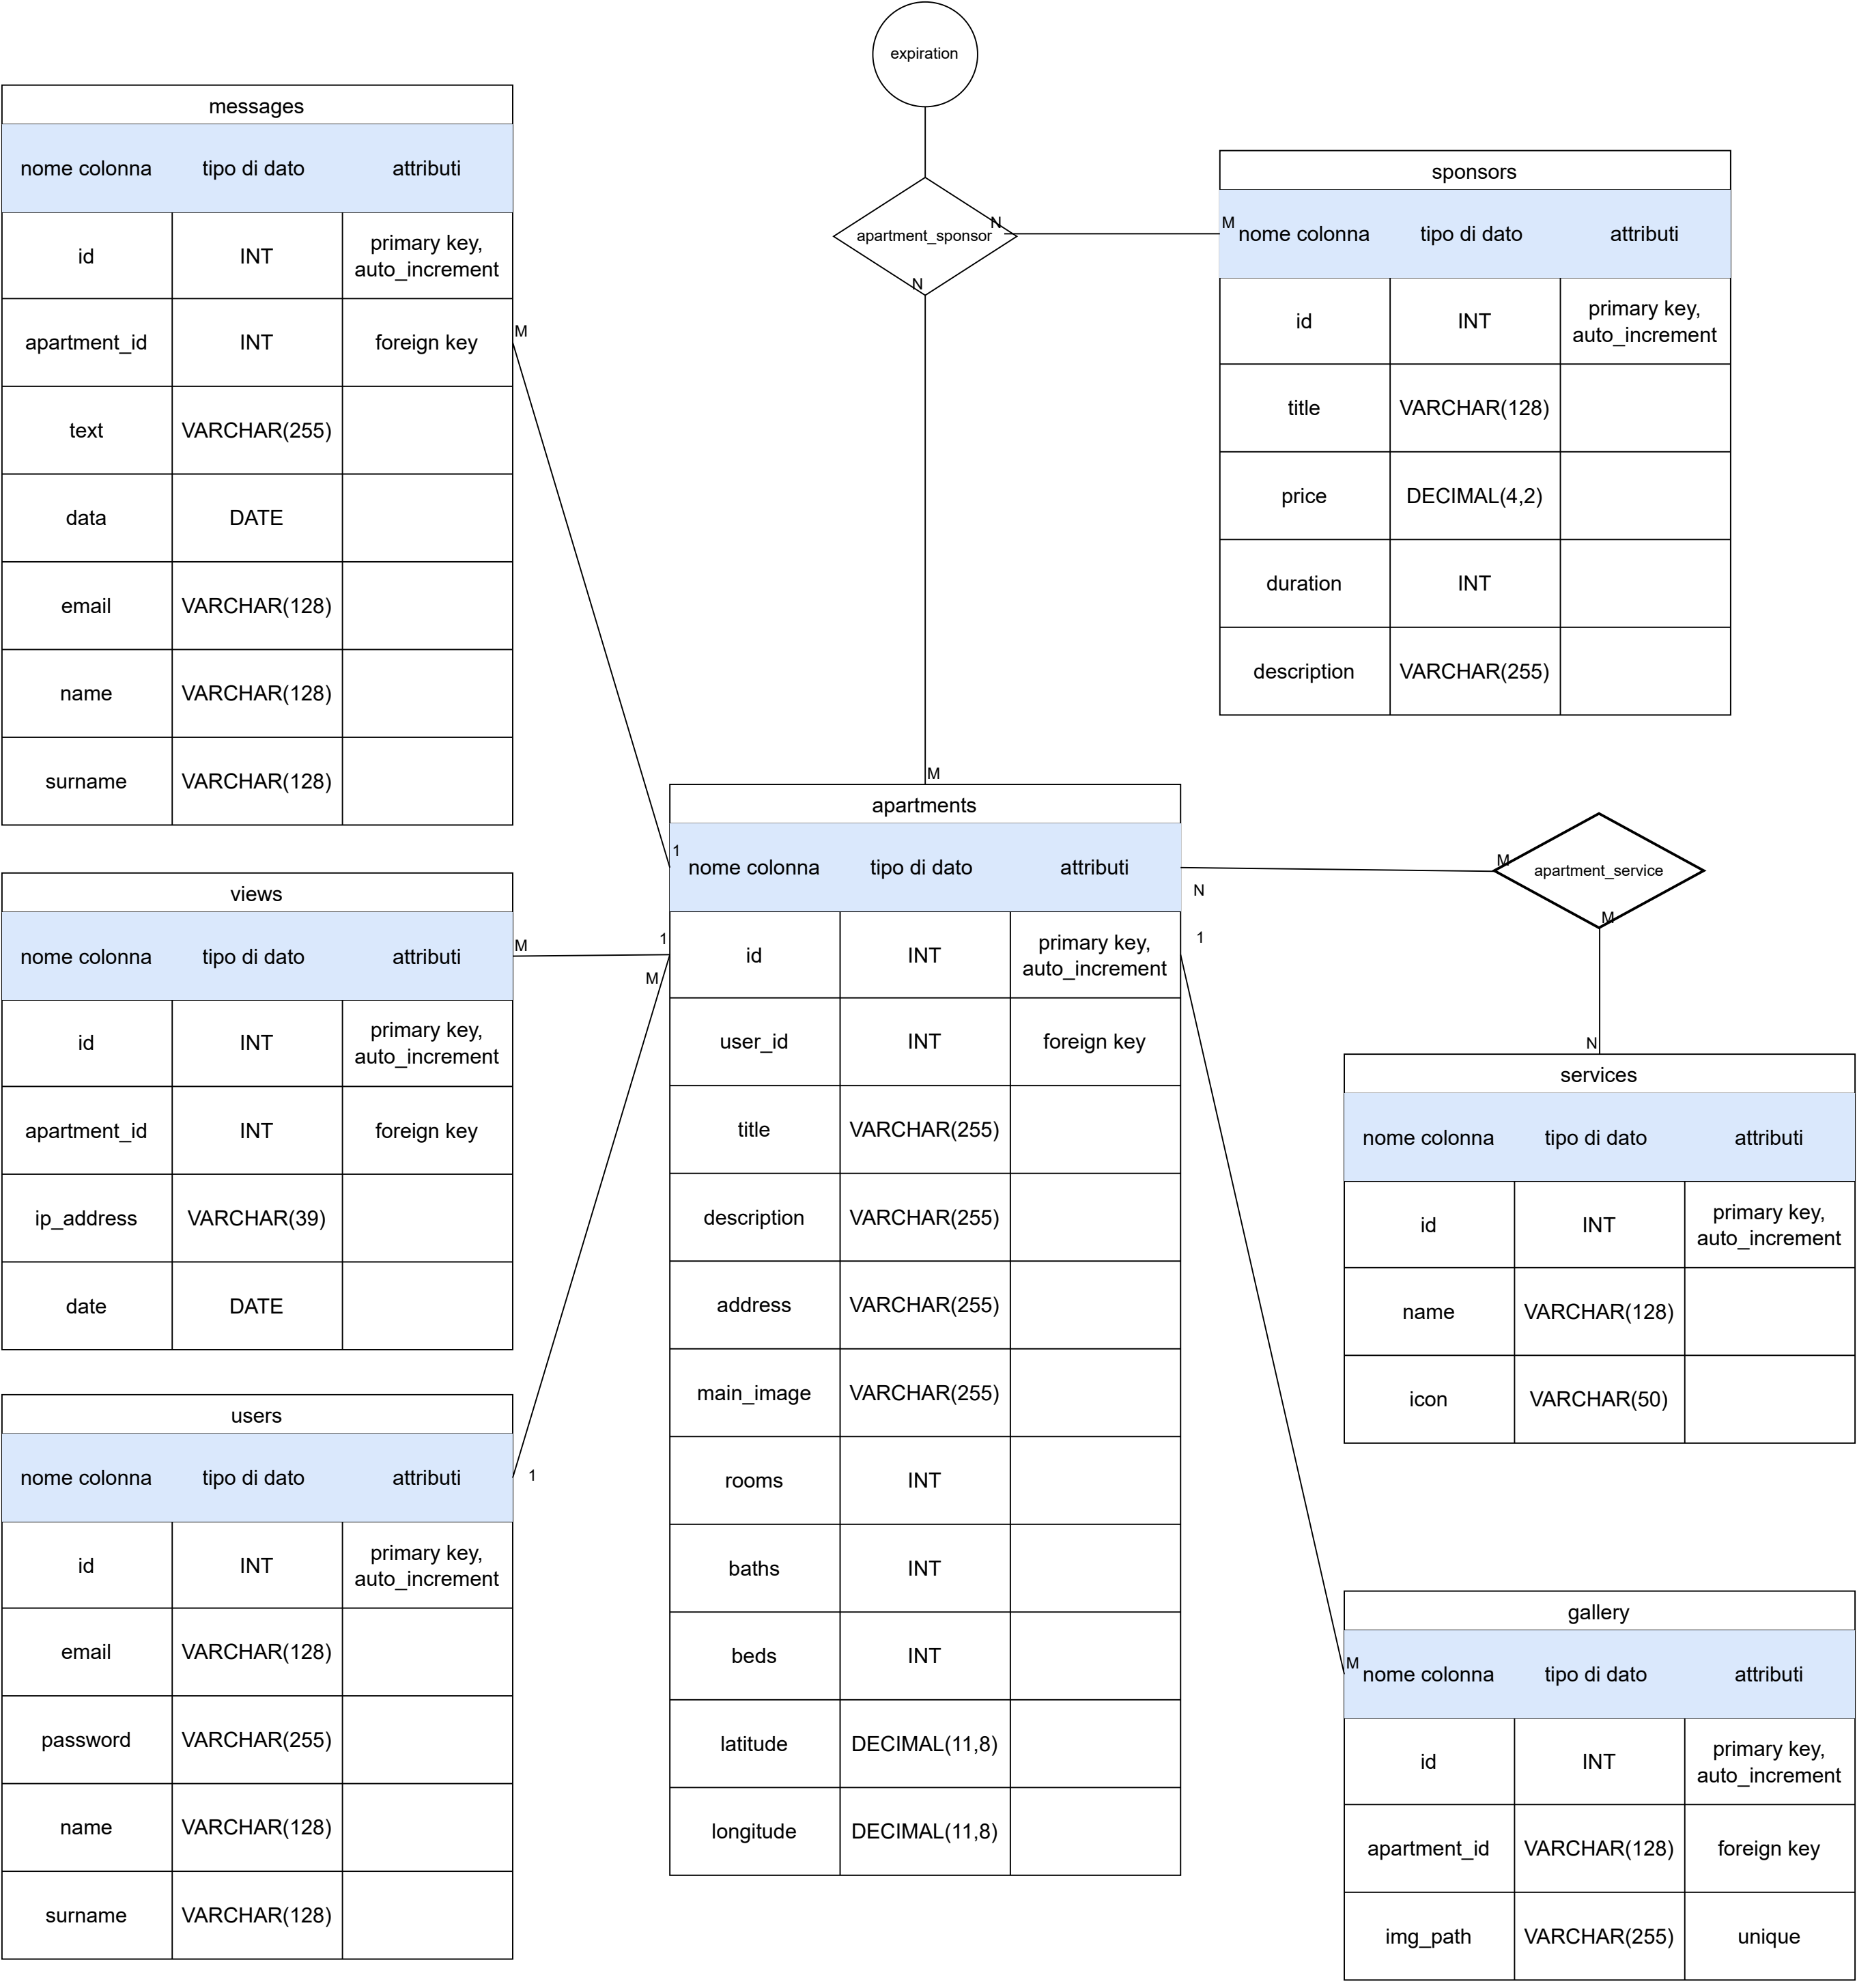 expiration
apartment_sponsor
N
N
M
M
messages
nome colonna tipo di dato attributi
id INT primary key,
auto_increment
apartment_id INT foreign key
text VARCHAR(255)
data DATE
email VARCHAR(128)
name VARCHAR(128)
surname VARCHAR(128)
M
1
sponsors
nome colonna tipo di dato attributi
id INT primary key,
auto_increment
title VARCHAR(128)
price DECIMAL(4,2)
duration INT
description VARCHAR(255)
views
nome colonna tipo di dato attributi
id INT primary key,
auto_increment
apartment_id INT foreign key
ip_address VARCHAR(39)
date DATE
M
1
M
1
users
nome colonna tipo di dato attributi
id INT primary key,
auto_increment
email VARCHAR(128)
password VARCHAR(255)
name VARCHAR(128)
surname VARCHAR(128)
apartments
nome colonna tipo di dato attributi
id INT primary key,
auto_increment
user_id INT foreign key
title VARCHAR(255)
description VARCHAR(255)
address VARCHAR(255)
main_image VARCHAR(255)
rooms INT
baths INT
beds INT
latitude DECIMAL(11,8)
longitude DECIMAL(11,8)
N
1
M
apartment_service
M
N
services
nome colonna tipo di dato attributi
id INT primary key,
auto_increment
name VARCHAR(128)
icon VARCHAR(50)
gallery
M
nome colonna tipo di dato attributi
id INT primary key,
auto_increment
apartment_id VARCHAR(128) foreign key
img_path VARCHAR(255) unique